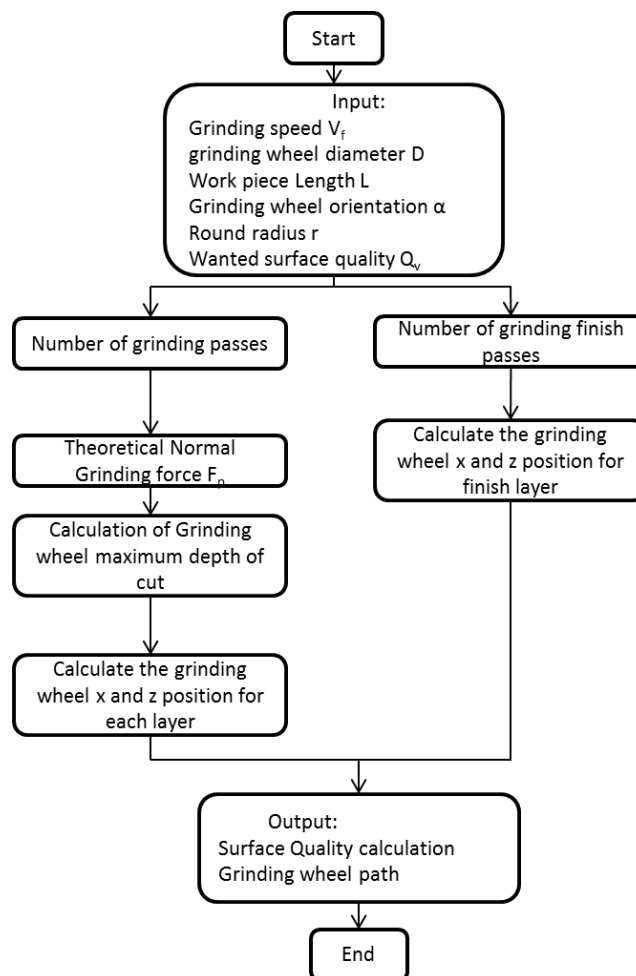 Start
Input:
Grinding speed V_f
grinding wheel diameter D
Work piece Length L
Grinding wheel orientation α
Round radius r
Wanted surface quality Q_v
Number of grinding passes
Number of grinding finish
passes
Theoretical Normal
Grinding force F_p
Calculate the grinding
wheel x and z position for
finish layer
Calculation of Grinding
wheel maximum depth of
cut
Calculate the grinding
wheel x and z position for
each layer
Output:
Surface Quality calculation
Grinding wheel path
End